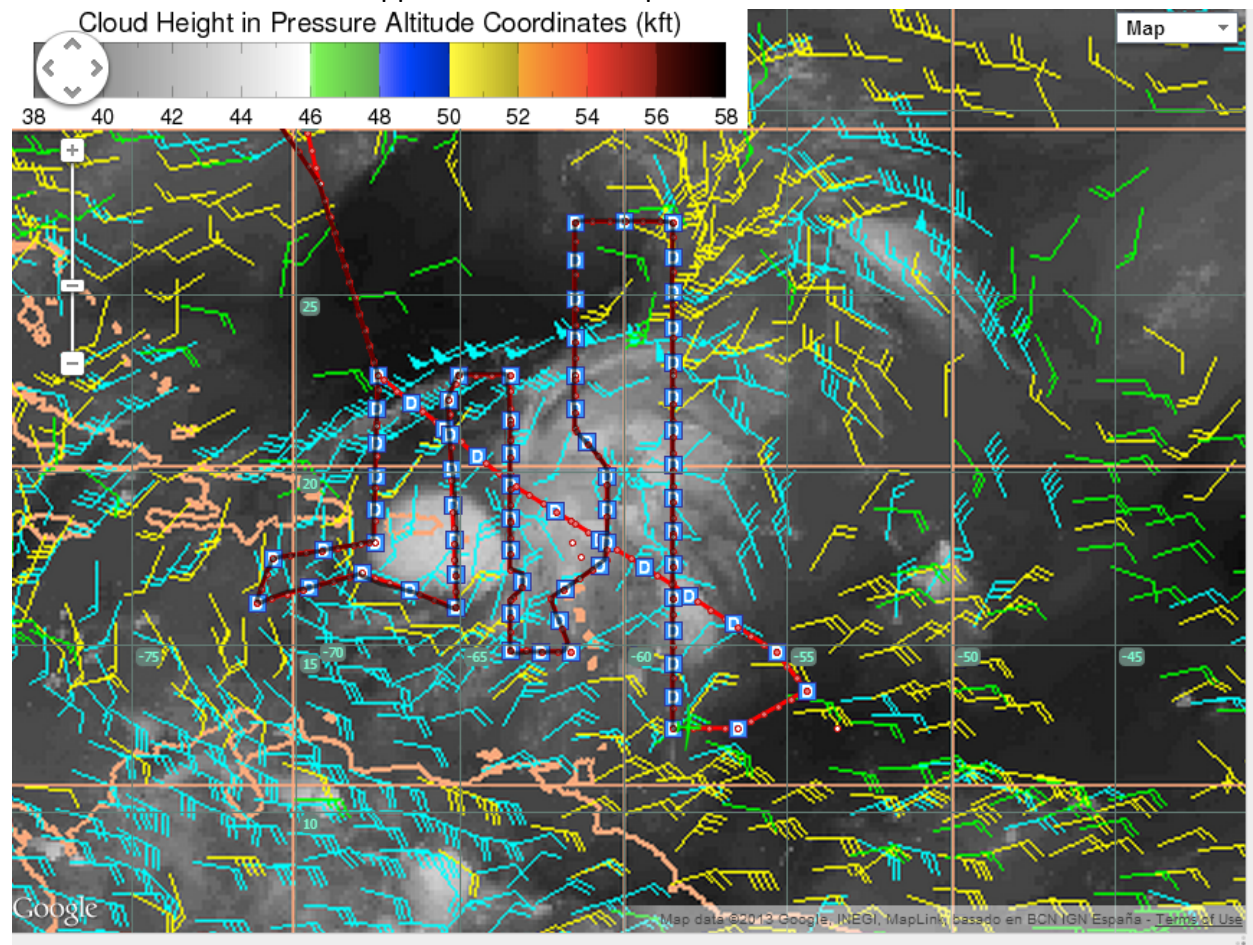 Cloud Height in Pressure Altitude Coordinates (kft)
Map
38 40 42 44 46 48 50 52 54 56 58
25
D
D
20
D
D
D
D
D
-75 15 -70 -65 -60 -55 -50 -45
10
Google
Map data ©2013 Google, INEGI, MapLink, basado en BCN IGN España - Terms of Use